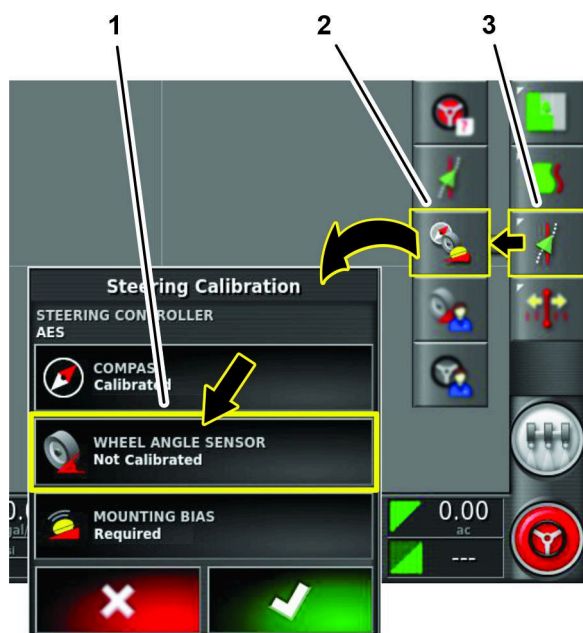 1
2
3
?
Steering Calibration
STEERING CONTROLLER
AES
Calibrated
WHEEL ANGLE SENSOR
Not Calibrated
MOUNTING BIAS
Required
gal/
0.00
ac
---